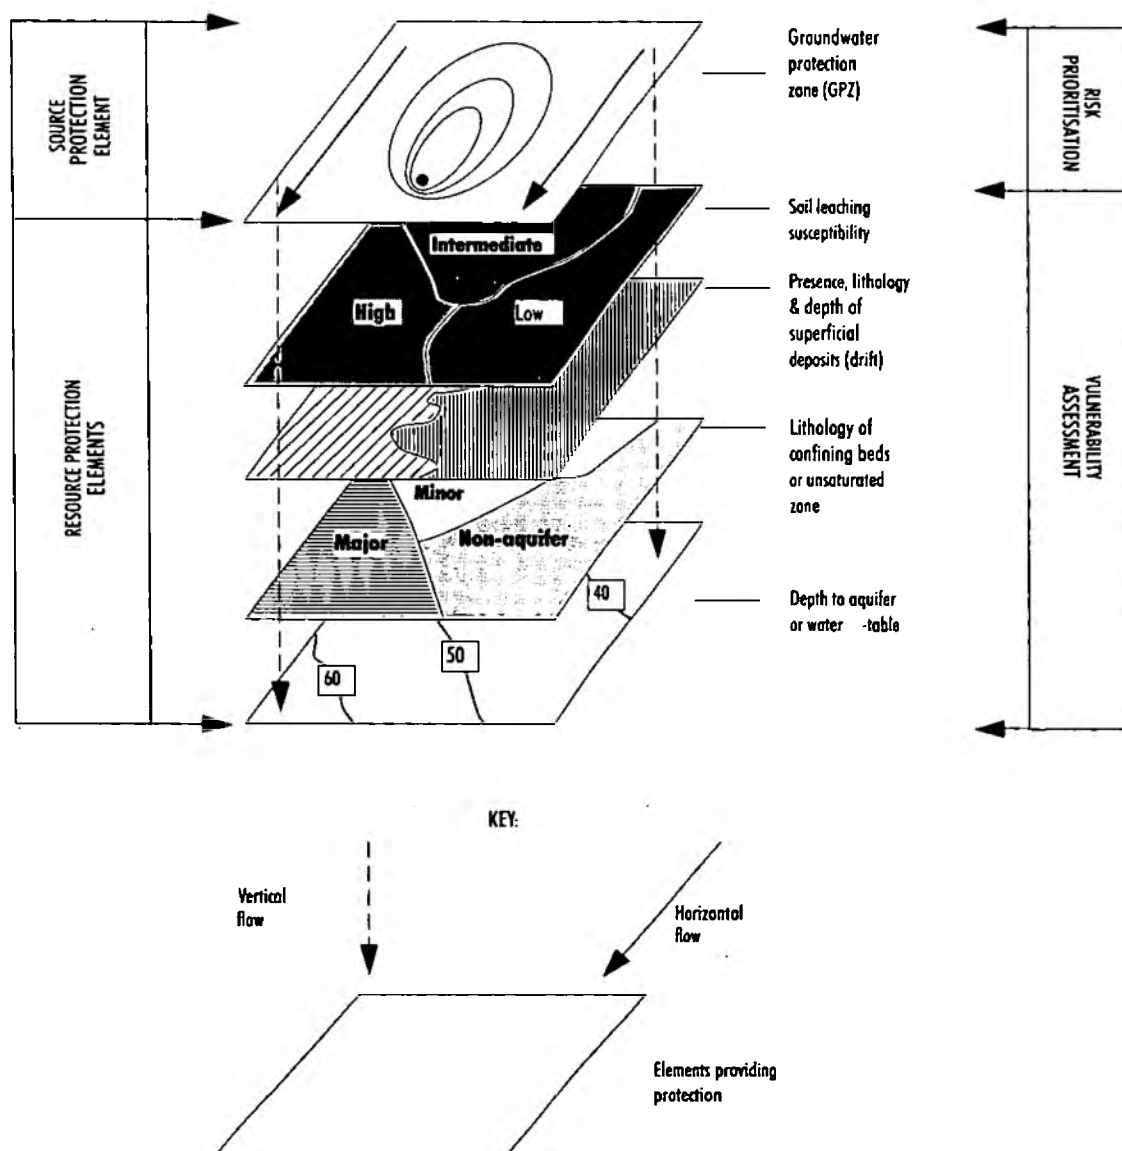 SOURCE
PROTECTION
ELEMENT
RESOURCE PROTECTION
ELEMENTS
Groundwater
protection
zone (GPZ)
Soil leaching
susceptibility
Presence, lithology
& depth of
superficial
deposits (drift)
Lithology of
confining beds
or unsaturated
zone
Depth to aquifer
or water -table
RISK
PRIORITISATION
VULNERABILITY
ASSESSMENT
Intermediate
High
Low
Minor
Major
Non-aquifer
40
50
60
KEY:
Vertical
flow
Horizontal
flow
Elements providing
protection